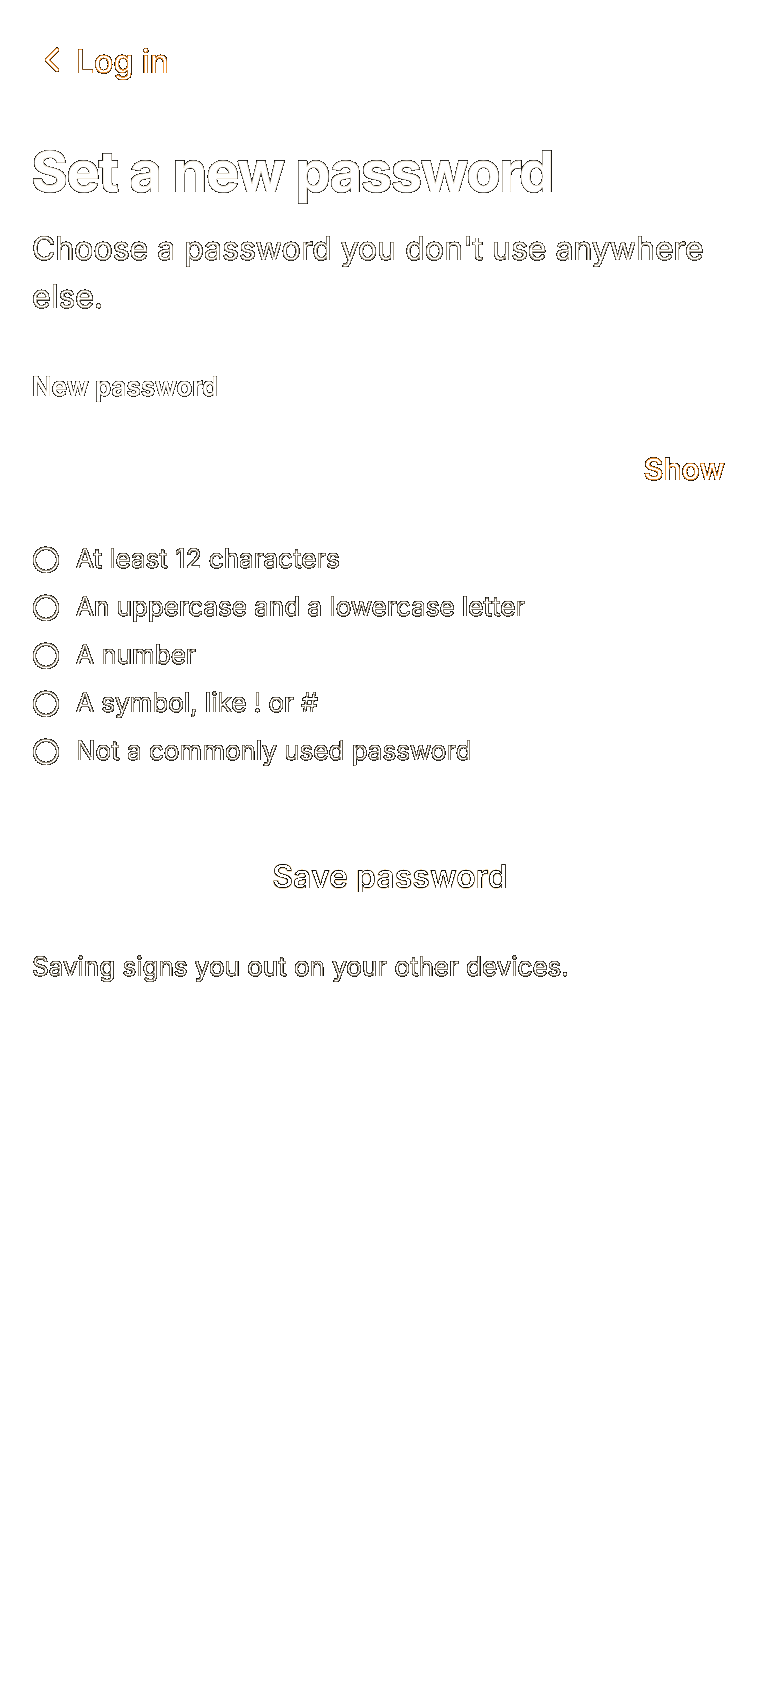 Log in
Set a new password
Choose a password you don't use anywhere
else.
New password
Show
At least 12 characters
An uppercase and a lowercase letter
A number
A symbol, like ! or #
Not a commonly used password
Save password
Saving signs you out on your other devices.